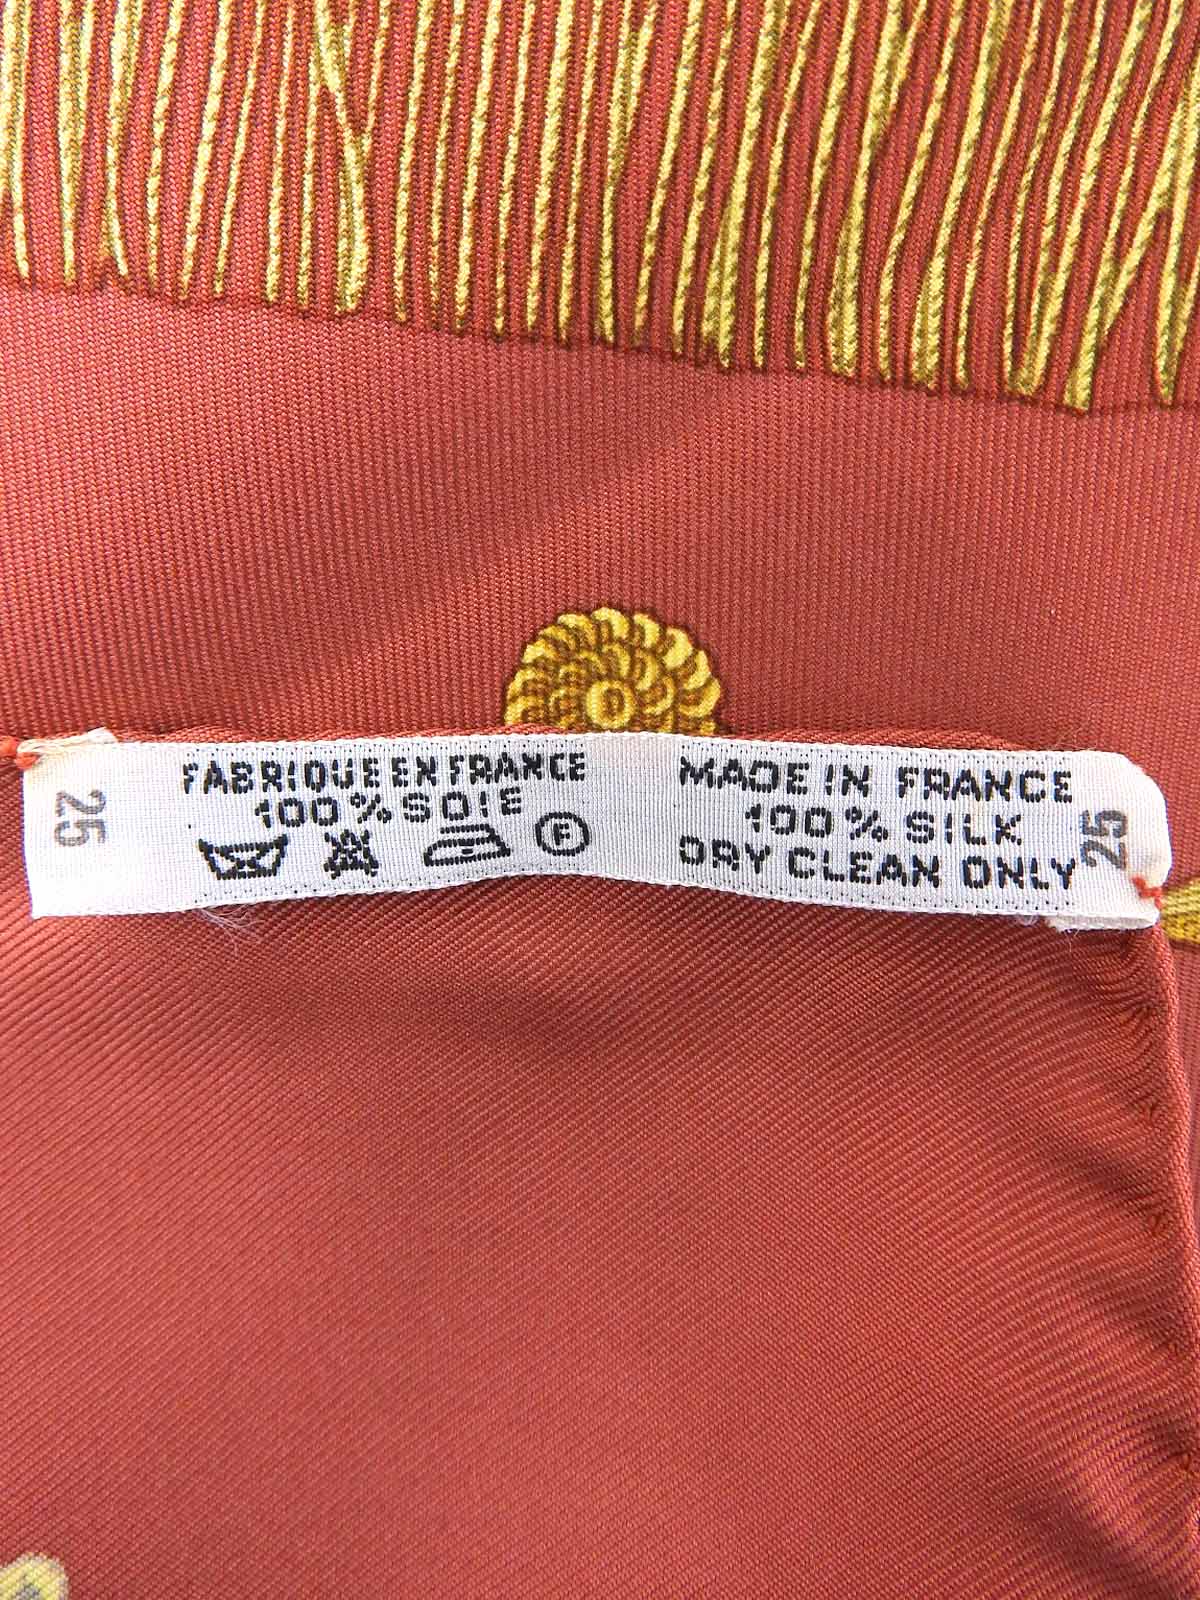 25
FABRIQUE EN FRANCE
100% SOIE
F
MADE IN FRANCE
100% SILK
DRY CLEAN ONLY
25